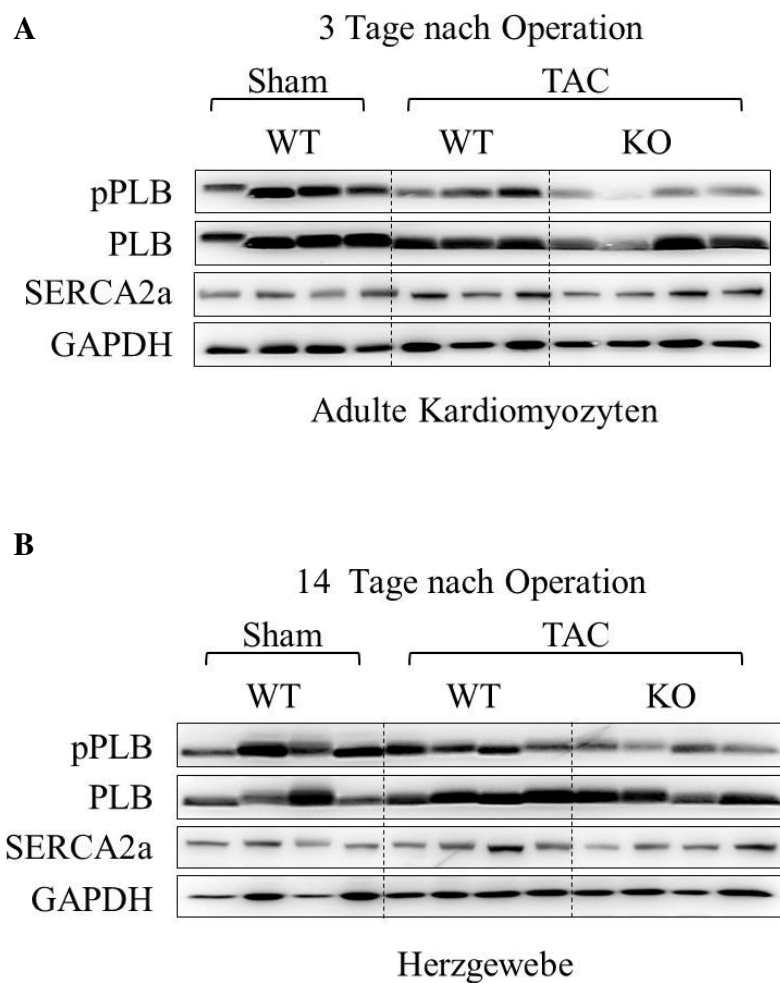 A
3 Tage nach Operation
Sham TAC
WT WT KO
pPLB
PLB
SERCA2a
GAPDH
Adulte Kardiomyozyten
B
14 Tage nach Operation
Sham TAC
WT WT KO
pPLB
PLB
SERCA2a
GAPDH
Herzgewebe